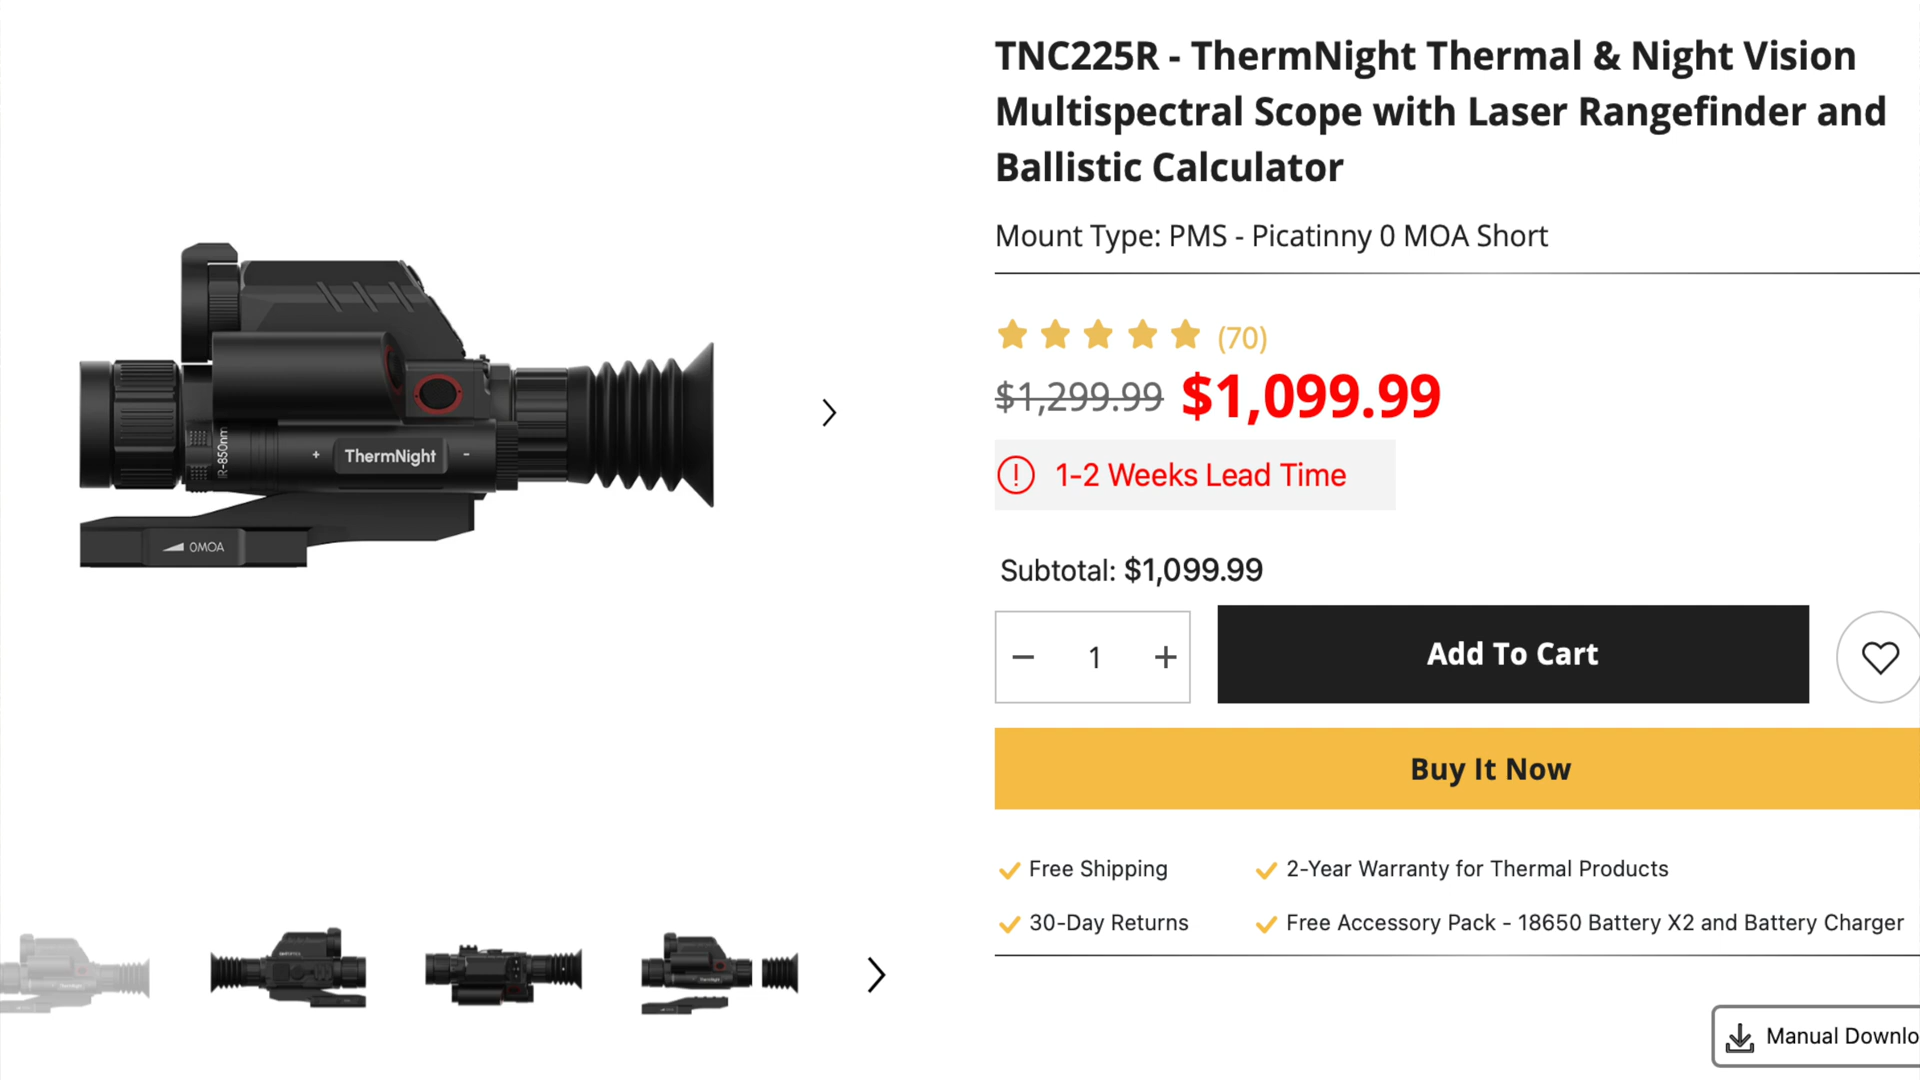 TNC225R - ThermNight Thermal & Night Vision
Multispectral Scope with Laser Rangefinder and
Ballistic Calculator
Mount Type: PMS - Picatinny 0 MOA Short
(70)
$1,299.99 $1,099.99
1-2 Weeks Lead Time
Subtotal: $1,099.99
1
Add To Cart
Buy It Now
Free Shipping
2-Year Warranty for Thermal Products
30-Day Returns
Free Accessory Pack - 18650 Battery X2 and Battery Charger
Manual Downlo
IR-850nm
+ ThermNight -
0MOA